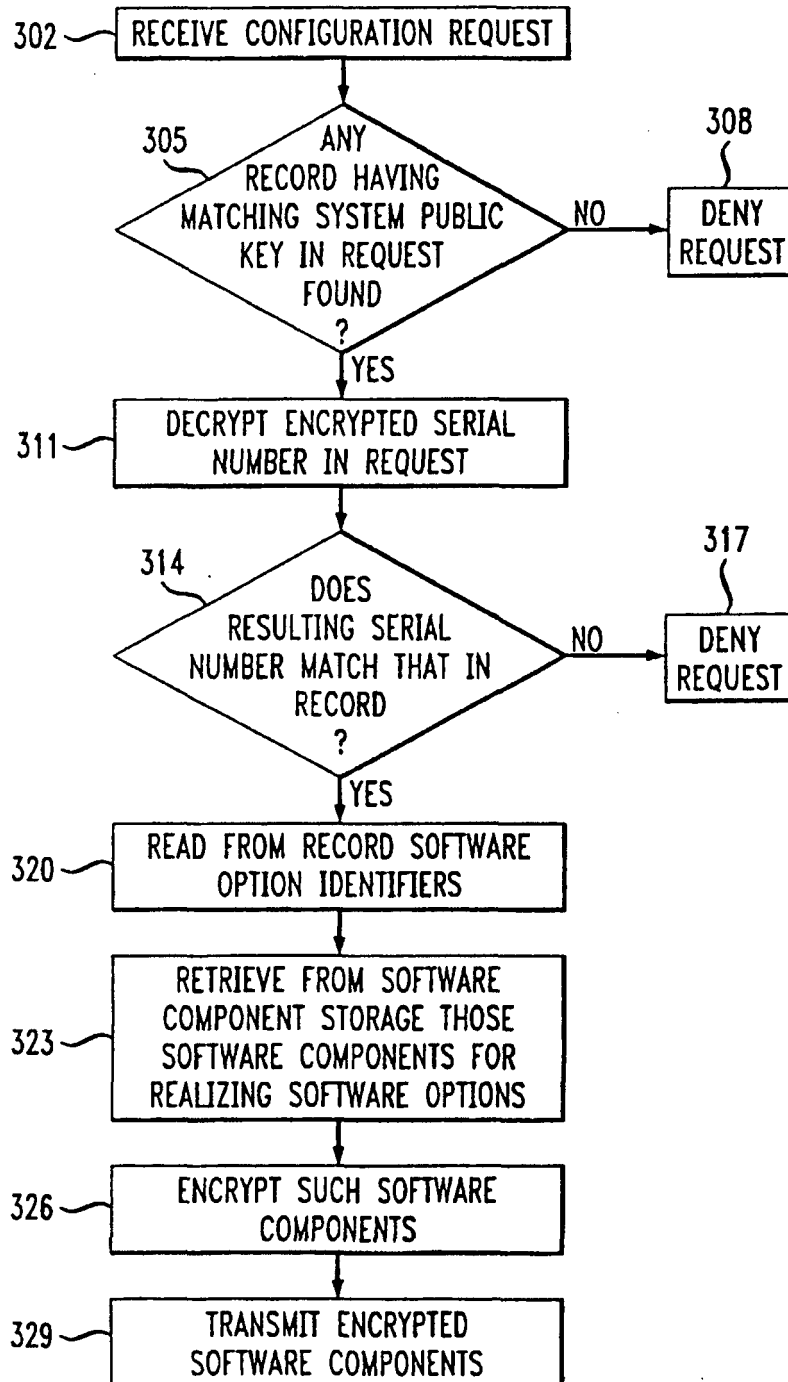 302
RECEIVE CONFIGURATION REQUEST
305
ANY
RECORD HAVING
MATCHING SYSTEM PUBLIC
KEY IN REQUEST
FOUND
?
NO
308
DENY
REQUEST
YES
311
DECRYPT ENCRYPTED SERIAL
NUMBER IN REQUEST
314
DOES
RESULTING SERIAL
NUMBER MATCH THAT IN
RECORD
?
NO
317
DENY
REQUEST
YES
320
READ FROM RECORD SOFTWARE
OPTION IDENTIFIERS
323
RETRIEVE FROM SOFTWARE
COMPONENT STORAGE THOSE
SOFTWARE COMPONENTS FOR
REALIZING SOFTWARE OPTIONS
326
ENCRYPT SUCH SOFTWARE
COMPONENTS
329
TRANSMIT ENCRYPTED
SOFTWARE COMPONENTS